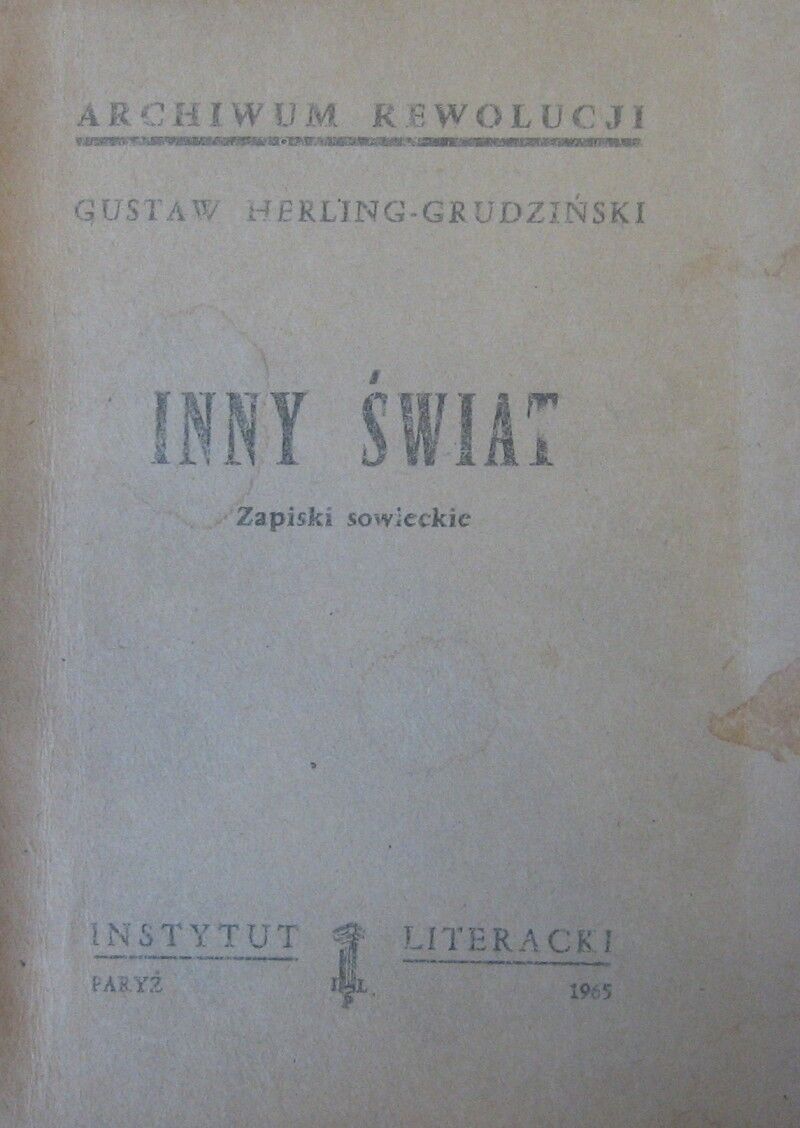 ARCHIWUM REWOLUCJI
GUSTAW HERLING-GRUDZIŃSKI
INNY ŚWIAT
Zapiski sowieckie
INSTYTUT LITERACKI
PARYŻ I L 1965
P